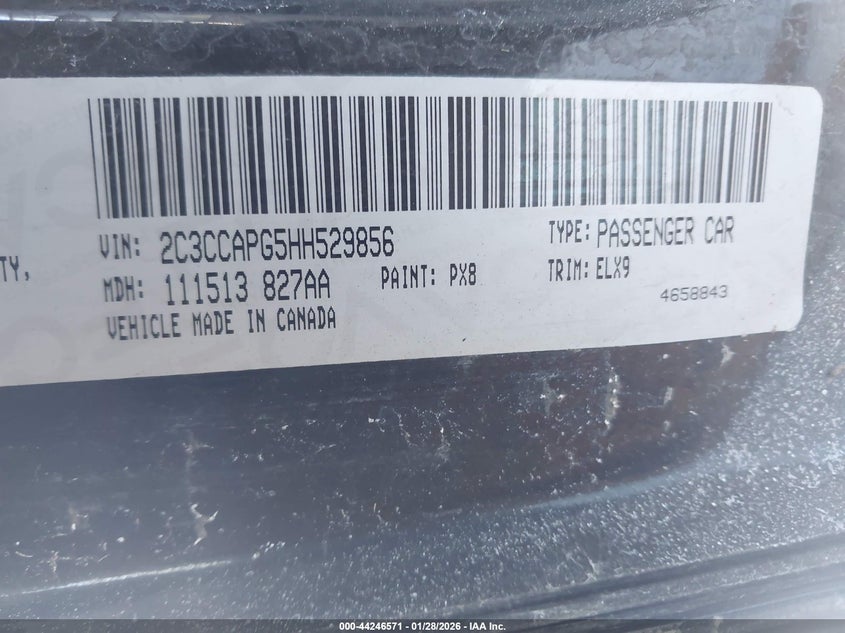 VIN: 2C3CCAPG5HH529856 TYPE: PASSENGER CAR
TY,
MDH: 111513 827AA PAINT: PX8 TRIM: ELX9
4658843
VEHICLE MADE IN CANADA
000-44246571 - 01/28/2026 - IAA Inc.